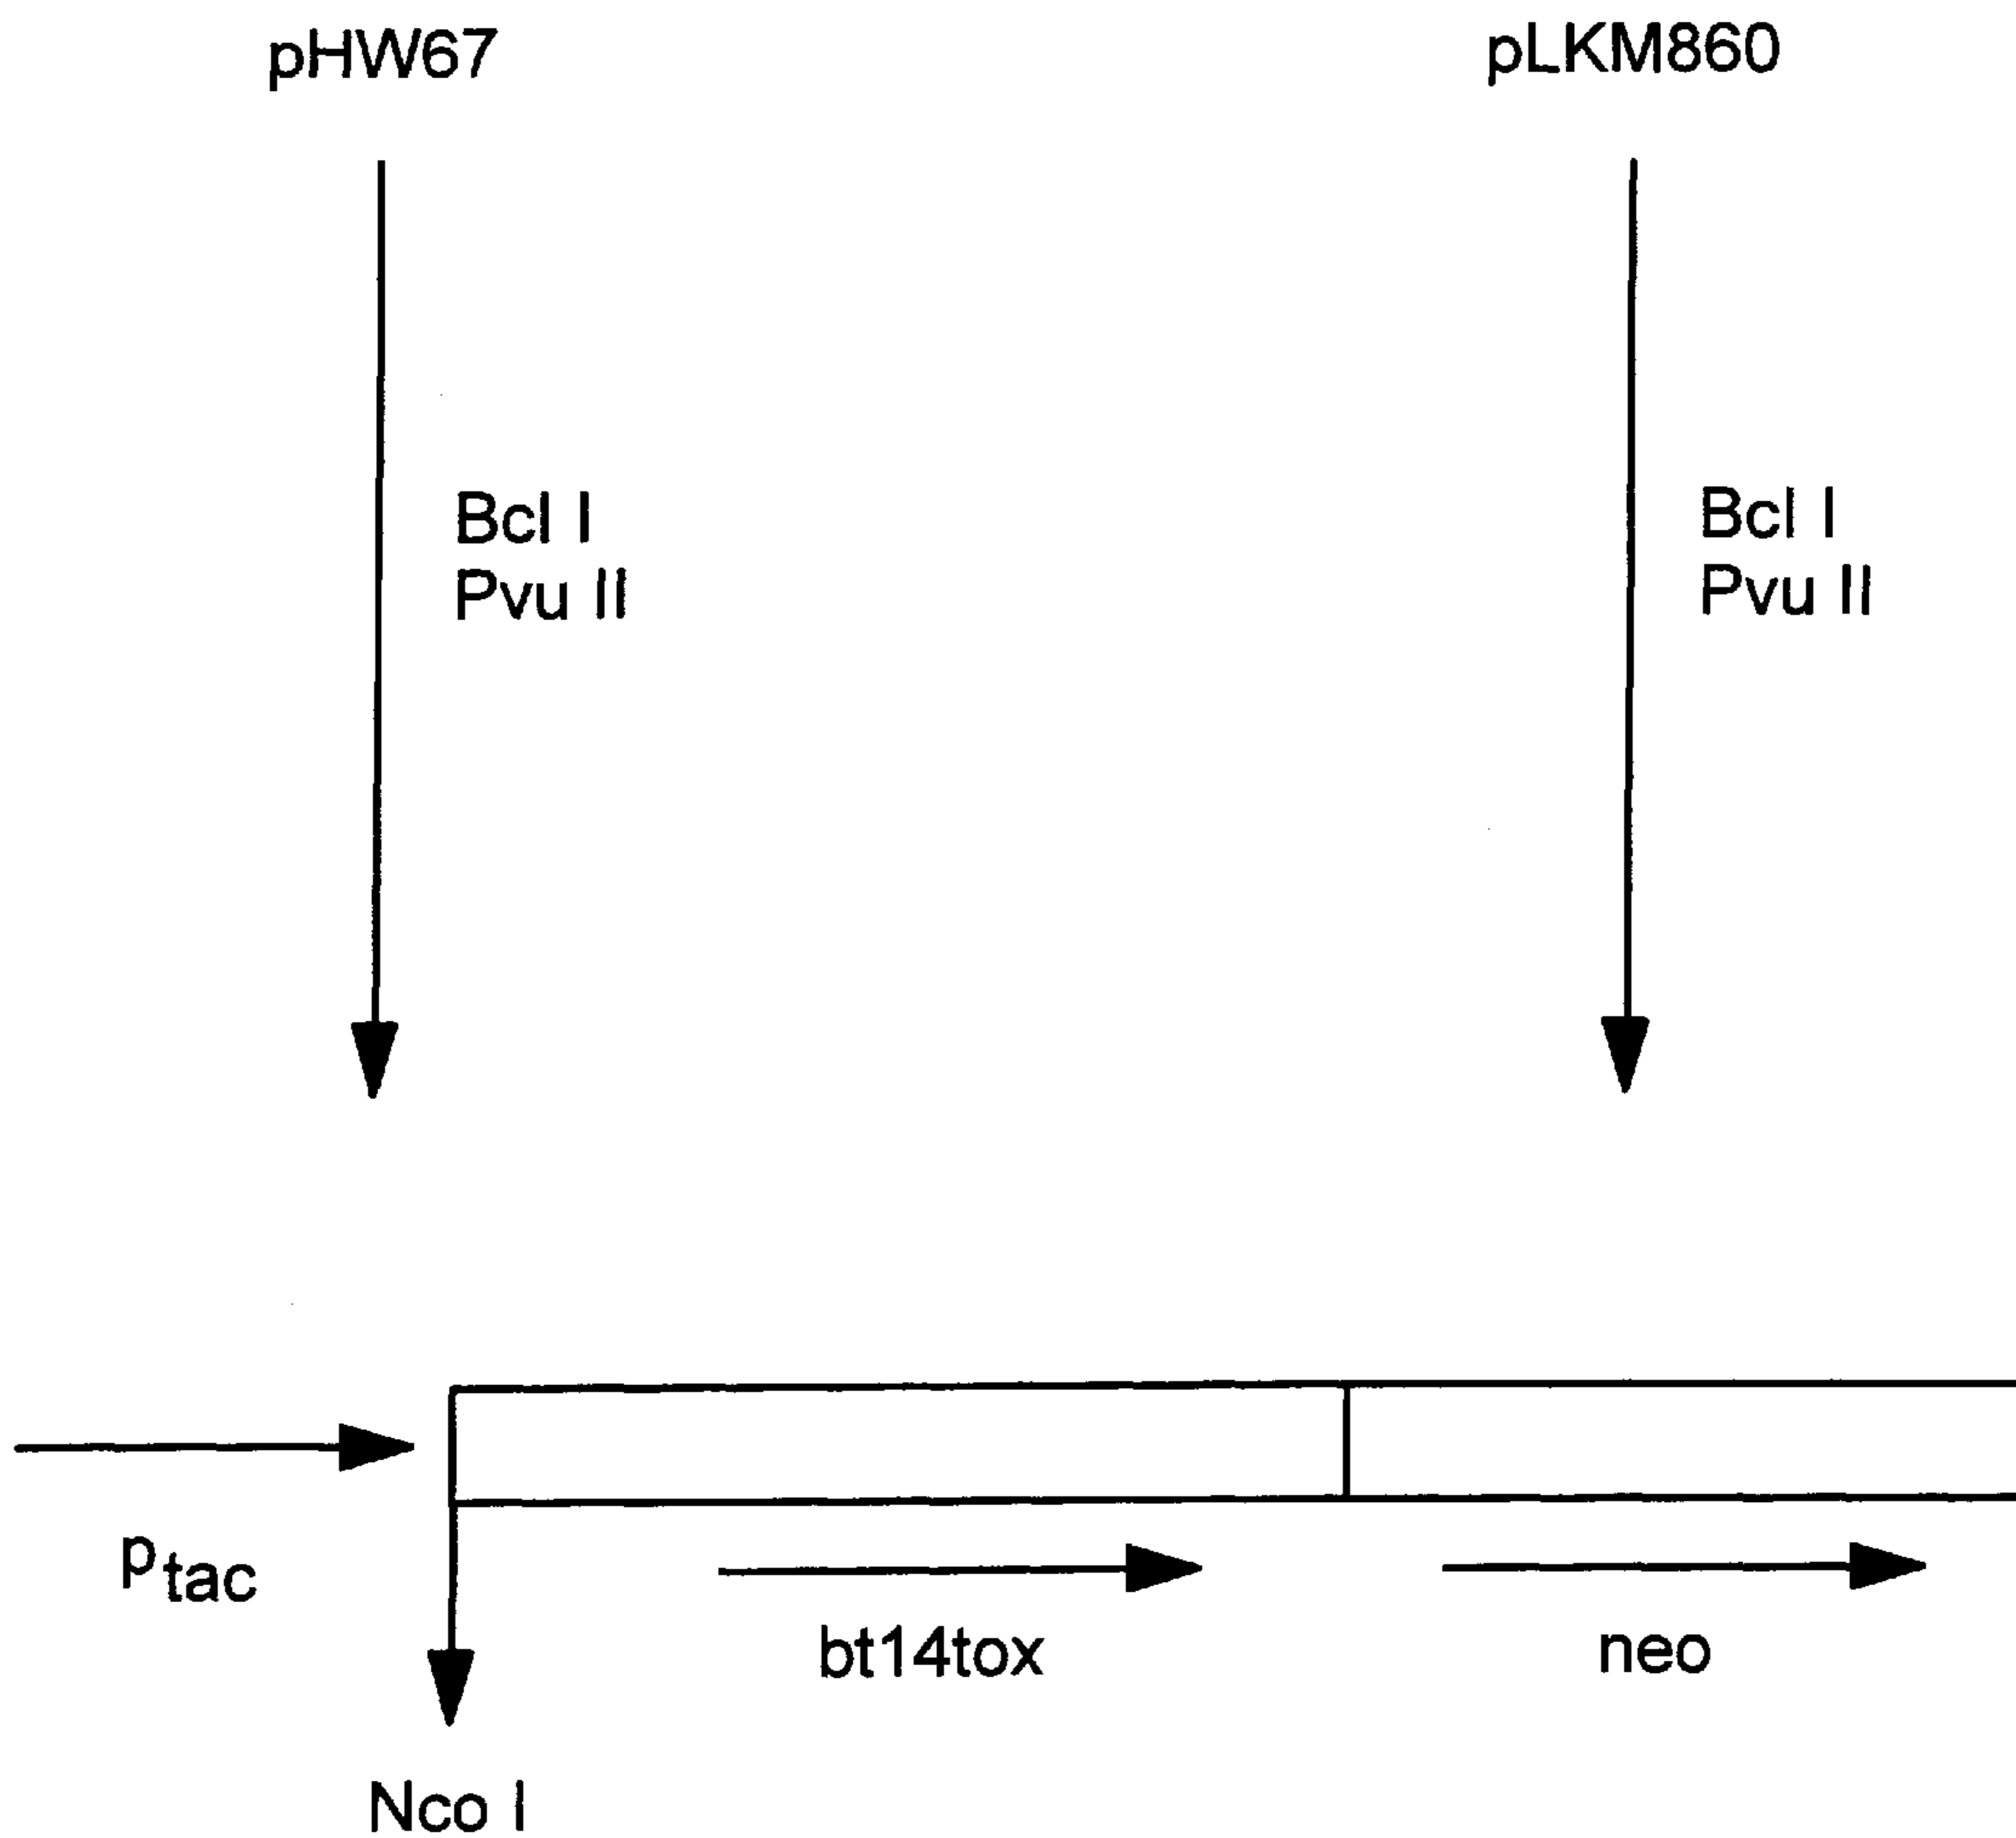 pHW67
pLKM860
Bcl I
Pvu II
Bcl I
Pvu II
Ptac
bt14tox
neo
Nco I